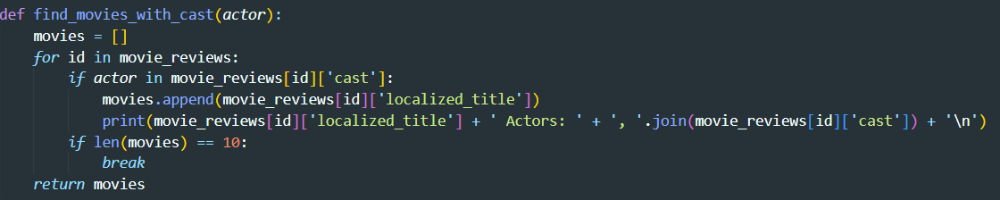 def find_movies_with_cast(actor):
    movies = []
    for id in movie_reviews:
        if actor in movie_reviews[id]['cast']:
            movies.append(movie_reviews[id]['localized_title'])
            print(movie_reviews[id]['localized_title'] + ' Actors: ' + ', '.join(movie_reviews[id]['cast']) + '\n')
        if len(movies) == 10:
            break
    return movies